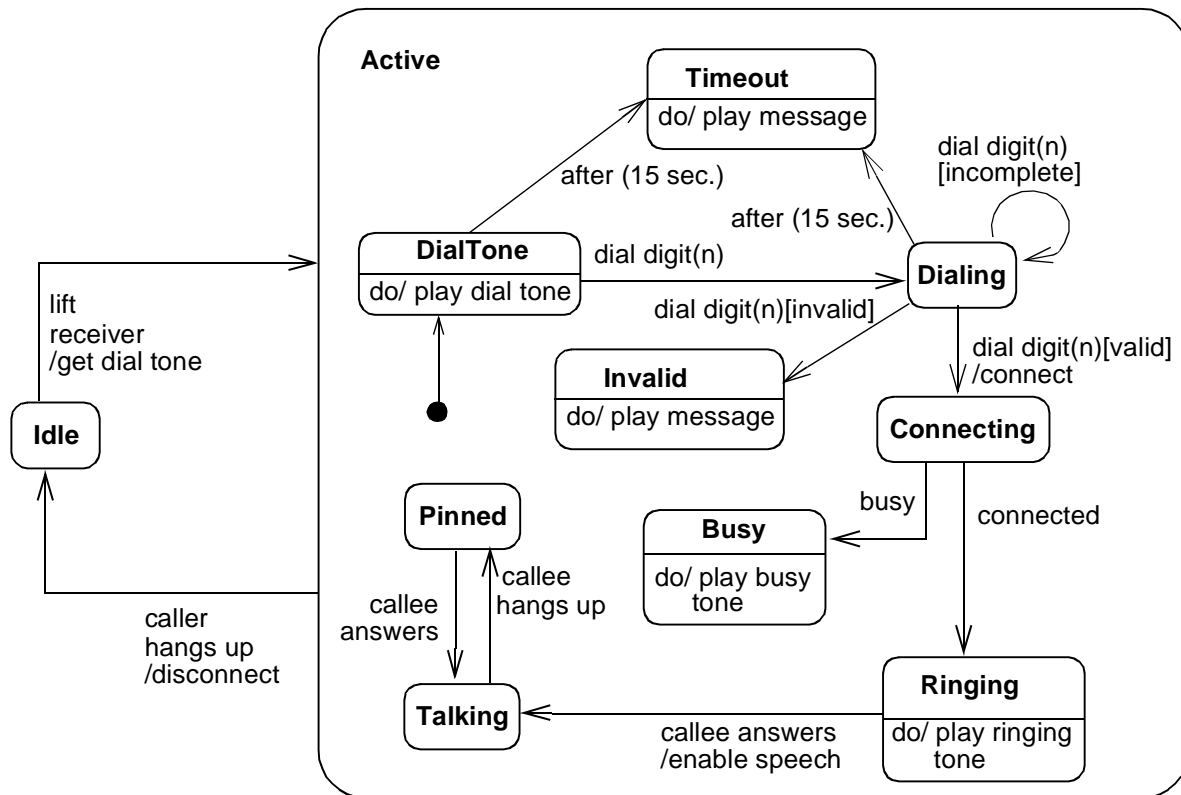 Active
Timeout
do/ play message
dial digit(n)
[incomplete]
after (15 sec.)
after (15 sec.)
DialTone
do/ play dial tone
dial digit(n)
Dialing
lift
receiver
/get dial tone
dial digit(n)[invalid]
dial digit(n)[valid]
/connect
Invalid
do/ play message
Idle
Connecting
Pinned
busy
connected
Busy
do/ play busy
tone
callee
hangs up
callee
answers
caller
hangs up
/disconnect
Talking
Ringing
do/ play ringing
tone
callee answers
/enable speech